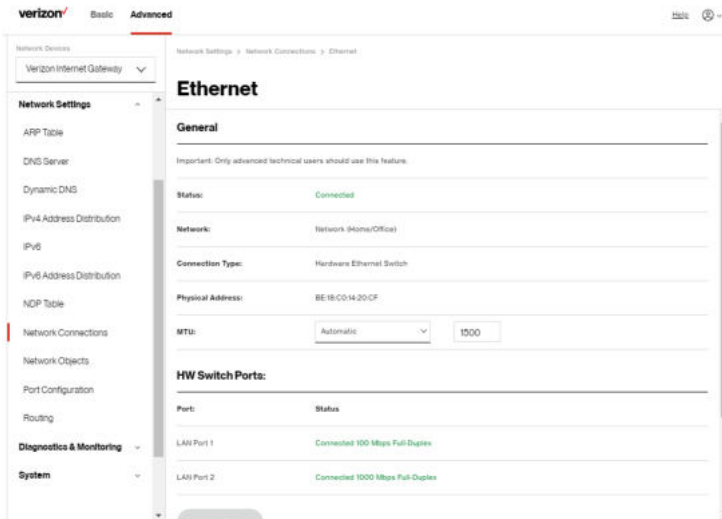 verizon
Basic
Advanced
Help
Network Devices
Verizon Internet Gateway
Network Settings
ARP Table
DNS Server
Dynamic DNS
IPv4 Address Distribution
IPv6
IPv6 Address Distribution
NDP Table
Network Connections
Network Objects
Port Configuration
Routing
Diagnostics & Monitoring
System
Network Settings > Network Connections > Ethernet
Ethernet
General
Important: Only advanced technical users should use this feature.
Status: Connected
Network: Network (Home/Office)
Connection Type: Hardware Ethernet Switch
Physical Address: BE:18:C0:14:20:CF
MTU: Automatic 1500
HW Switch Ports:
Port: Status
LAN Port 1 Connected 100 Mbps Full-Duplex
LAN Port 2 Connected 1000 Mbps Full-Duplex